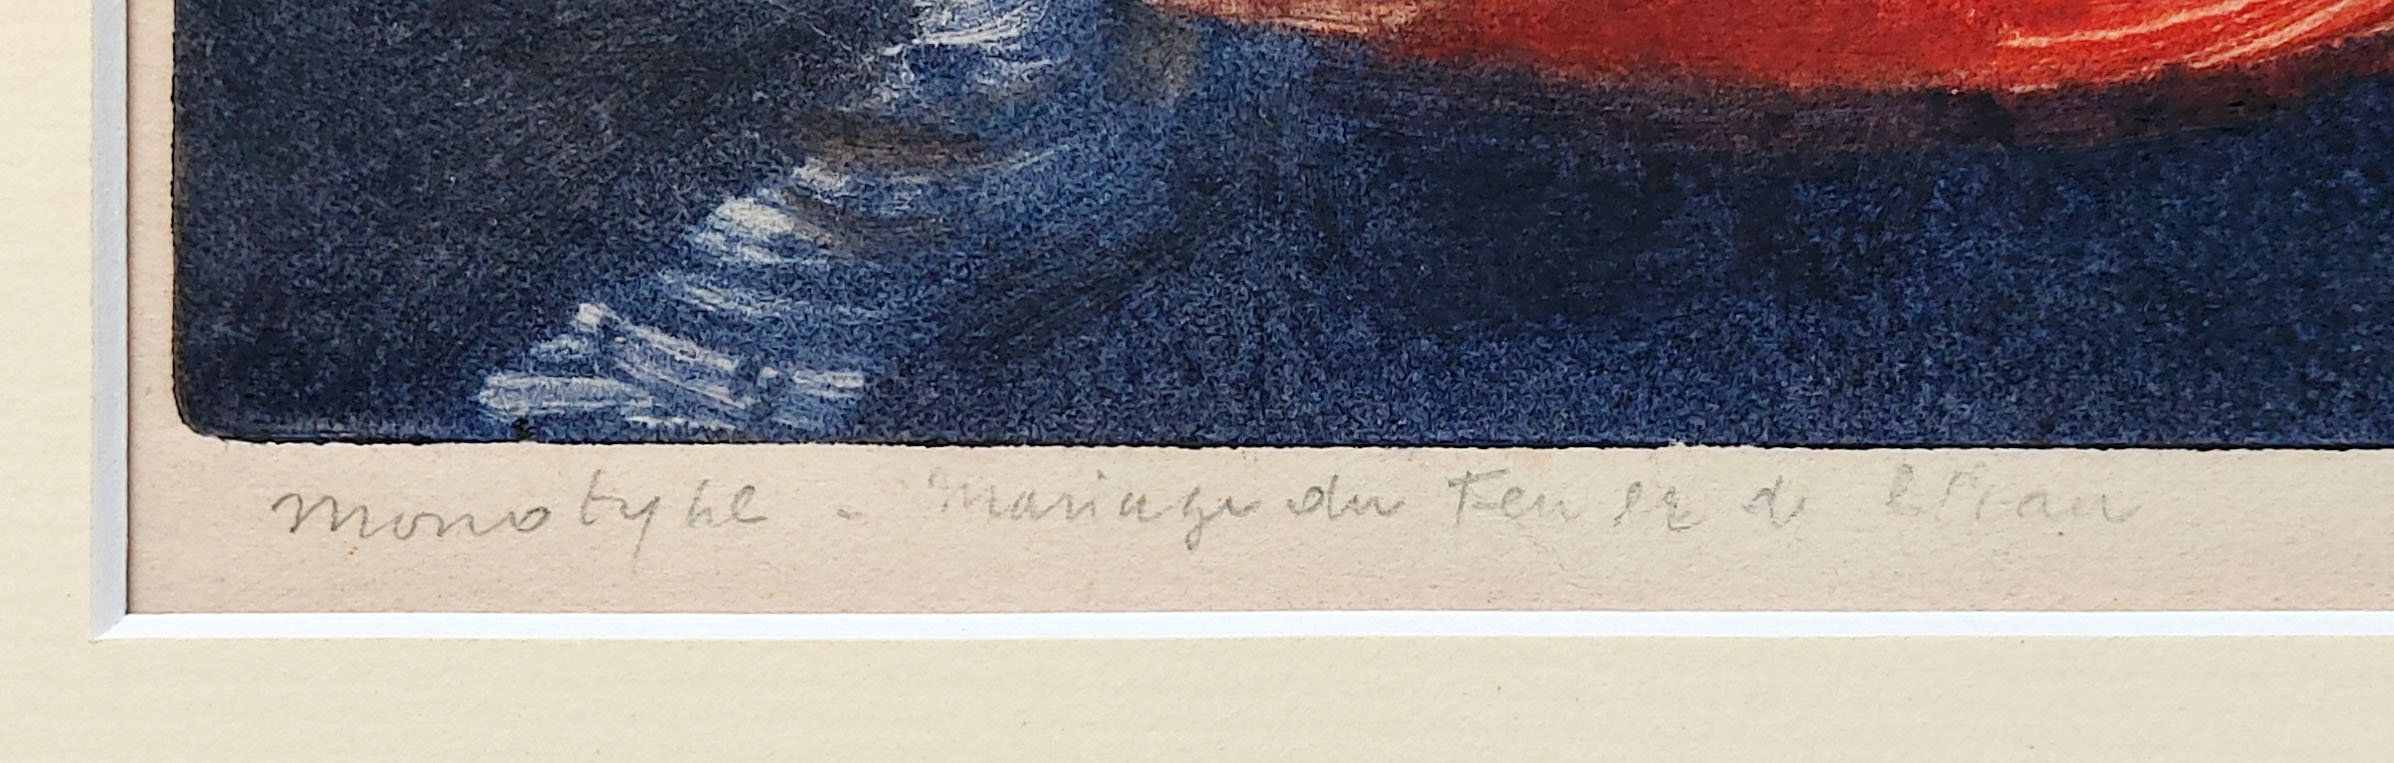 monotype - Mariage du Feu et de l'Eau